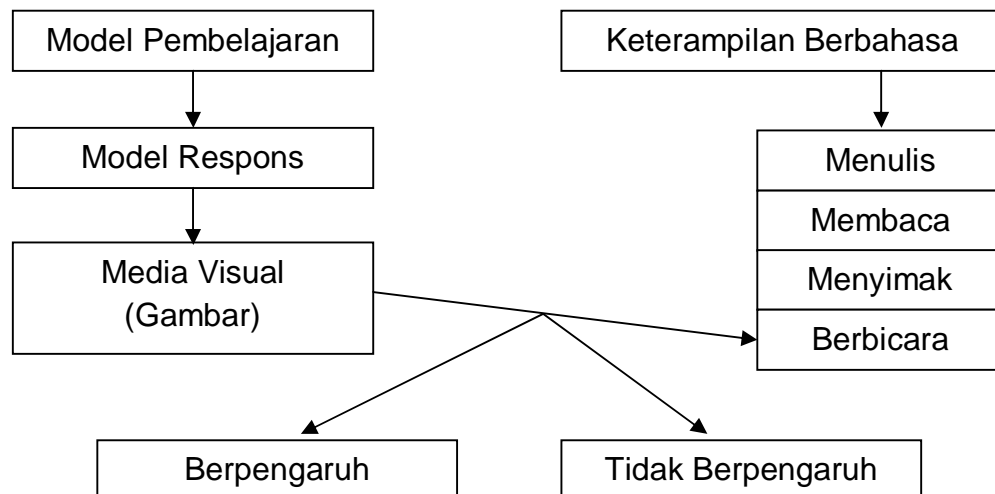 Model Pembelajaran
Keterampilan Berbahasa
Model Respons
Menulis
Membaca
Media Visual
(Gambar)
Menyimak
Berbicara
Berpengaruh
Tidak Berpengaruh